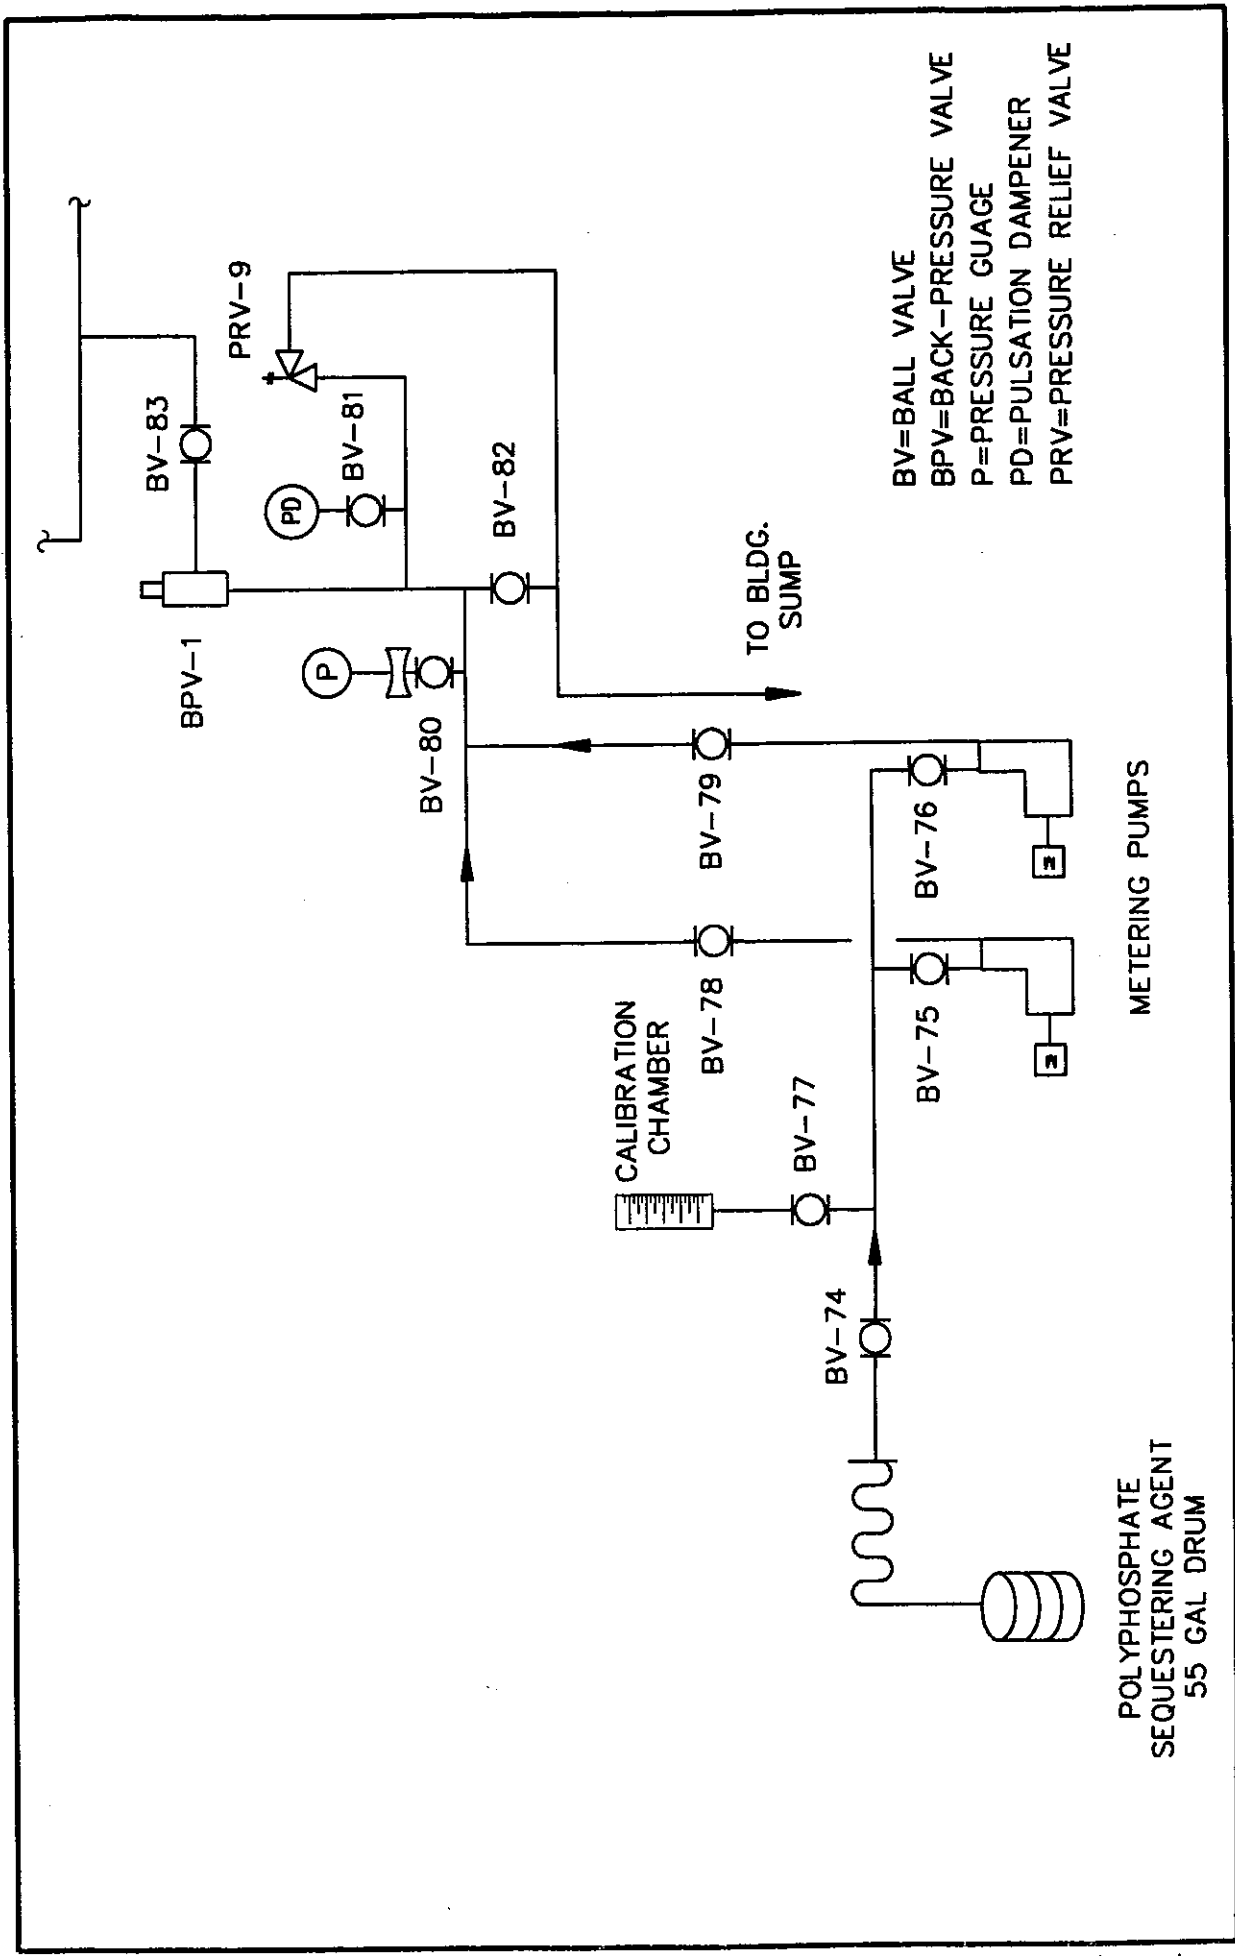 BV-83
PRV-9
BPV-1
PD
BV-81
P
BV-80
BV-82
CALIBRATION
CHAMBER
BV-78
BV-79
TO BLDG.
SUMP
BV-77
BV-74
BV-75
BV-76
M
M
METERING PUMPS
POLYPHOSPHATE
SEQUESTERING AGENT
55 GAL DRUM
BV=BALL VALVE
BPV=BACK-PRESSURE VALVE
P=PRESSURE GUAGE
PD=PULSATION DAMPENER
PRV=PRESSURE RELIEF VALVE